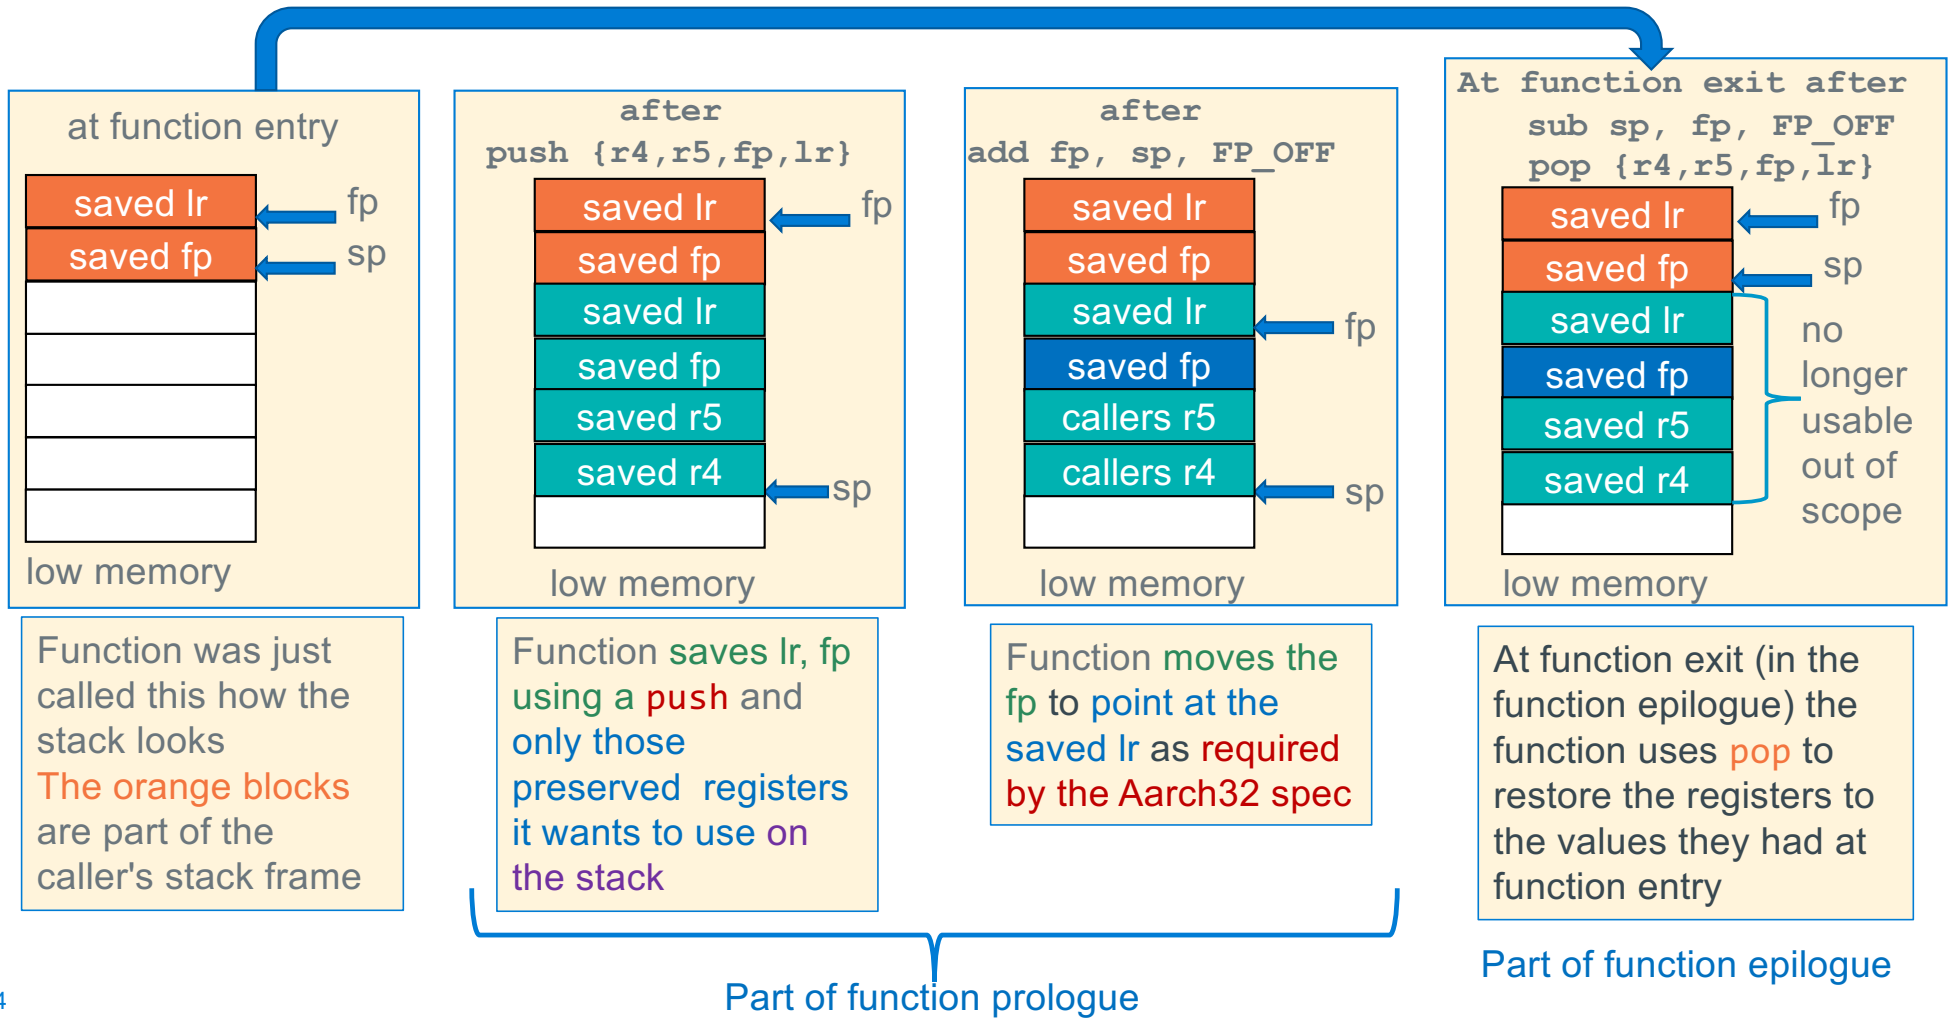 at function entry
saved lr
fp
saved fp
sp
low memory
Function was just
called this how the
stack looks
The orange blocks
are part of the
caller's stack frame
after
push {r4,r5,fp,lr}
saved lr
fp
saved fp
saved lr
saved fp
saved r5
saved r4
sp
low memory
Function saves lr, fp
using a push and
only those
preserved registers
it wants to use on
the stack
after
add fp, sp, FP_OFF
saved lr
saved fp
saved lr
fp
saved fp
callers r5
callers r4
sp
low memory
Function moves the
fp to point at the
saved lr as required
by the Aarch32 spec
Part of function prologue
At function exit after
sub sp, fp, FP_OFF
pop {r4,r5,fp,lr}
saved lr
fp
saved fp
sp
saved lr
saved fp
saved r5
saved r4
no
longer
usable
out of
scope
low memory
At function exit (in the
function epilogue) the
function uses pop to
restore the registers to
the values they had at
function entry
Part of function epilogue
4